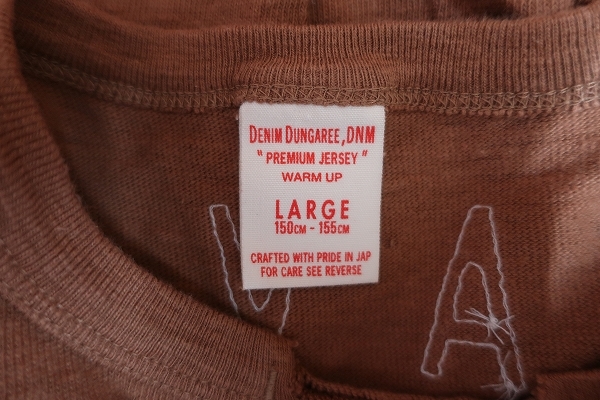 DENIM DUNGAREE,DNM
" PREMIUM JERSEY "
WARM UP
LARGE
150CM - 155CM
CRAFTED WITH PRIDE IN JAP
FOR CARE SEE REVERSE
A